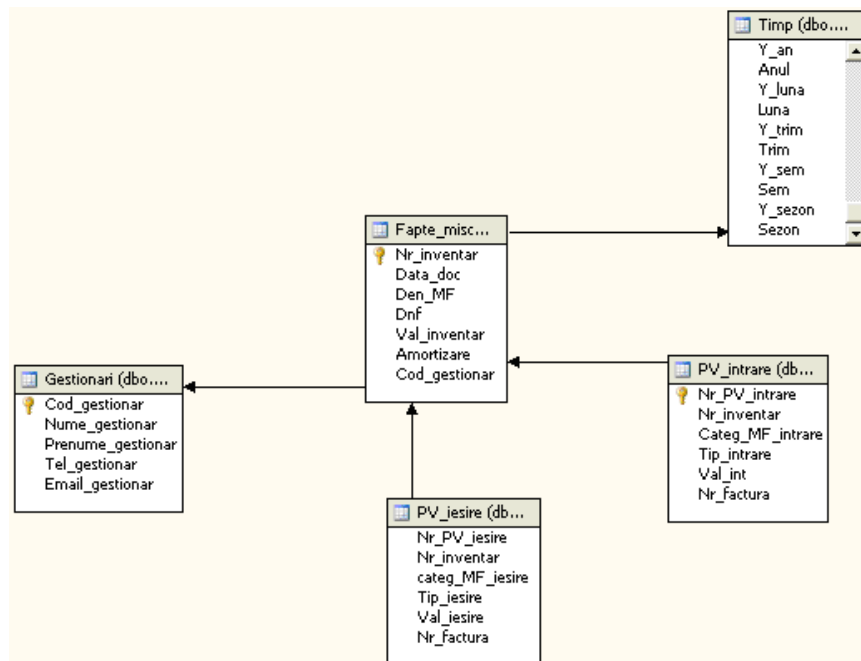 Timp (dbo....
Y_an
Anul
Y_luna
Luna
Y_trim
Trim
Y_sem
Sem
Y_sezon
Sezon
Fapte_misc...
Nr_inventar
Data_doc
Den_MF
Dnf
Val_inventar
Amortizare
Cod_gestionar
Gestionari (dbo....
Cod_gestionar
Nume_gestionar
Prenume_gestionar
Tel_gestionar
Email_gestionar
PV_intrare (db...
Nr_PV_intrare
Nr_inventar
Categ_MF_intrare
Tip_intrare
Val_int
Nr_factura
PV_iesire (db...
Nr_PV_iesire
Nr_inventar
categ_MF_iesire
Tip_iesire
Val_iesire
Nr_factura